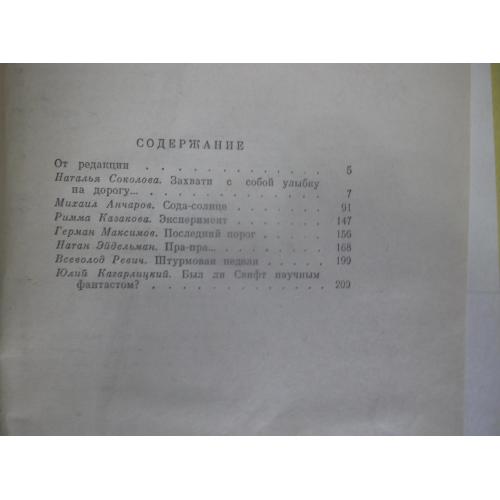 СОДЕРЖАНИЕ
От редакции . . . . . . . . . . . . . 5
Наталья Соколова. Захвати с собой улыбку
на дорогу... . . . . . . . . . . . . . 7
Михаил Анчаров. Сода-солнце . . . . . . . 91
Римма Казакова. Эксперимент . . . . . . . 147
Герман Максимов. Последний порог . . . . 156
Натан Эйдельман. Пра-пра... . . . . . . . 168
Всеволод Ревич. Штурмовая неделя . . . . 199
Юлий Кагарлицкий. Был ли Свифт научным
фантастом? . . . . . . . . . . . . . 209